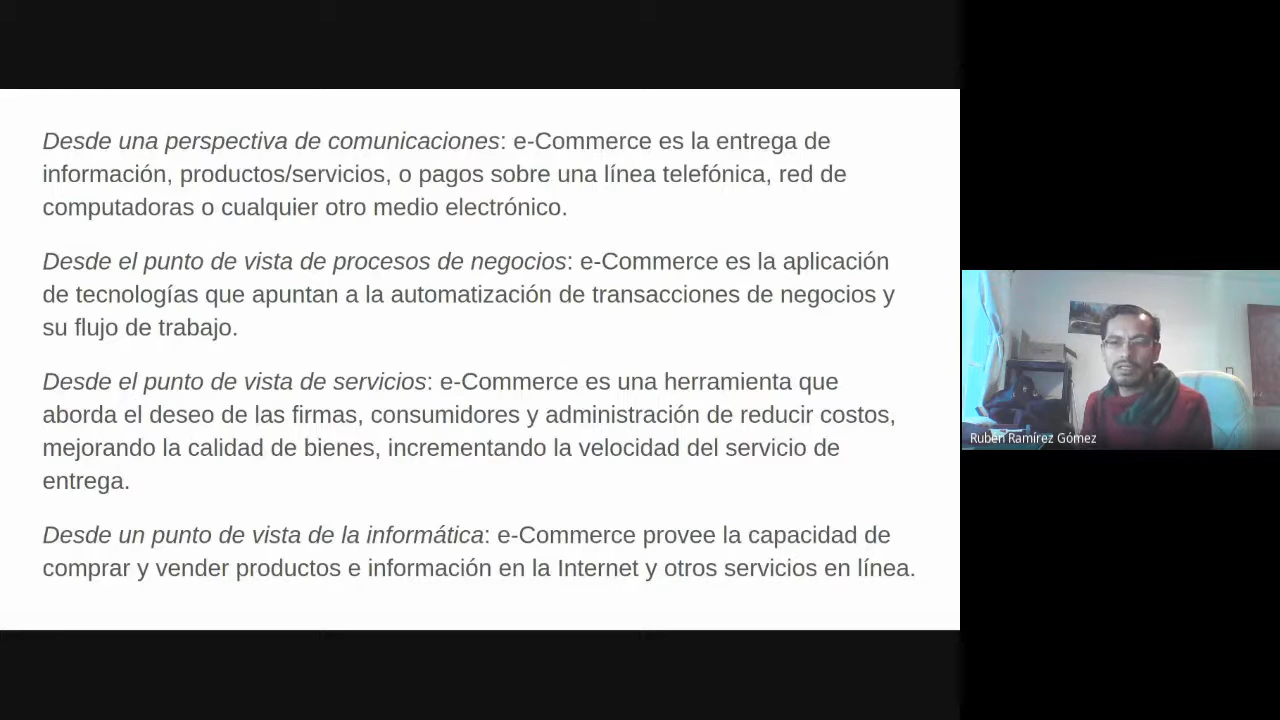 Desde una perspectiva de comunicaciones: e-Commerce es la entrega de
información, productos/servicios, o pagos sobre una línea telefónica, red de
computadoras o cualquier otro medio electrónico.
Desde el punto de vista de procesos de negocios: e-Commerce es la aplicación
de tecnologías que apuntan a la automatización de transacciones de negocios y
su flujo de trabajo.
Desde el punto de vista de servicios: e-Commerce es una herramienta que
aborda el deseo de las firmas, consumidores y administración de reducir costos,
mejorando la calidad de bienes, incrementando la velocidad del servicio de
entrega.
Desde un punto de vista de la informática: e-Commerce provee la capacidad de
comprar y vender productos e información en la Internet y otros servicios en línea.
Rubén Ramírez Gómez